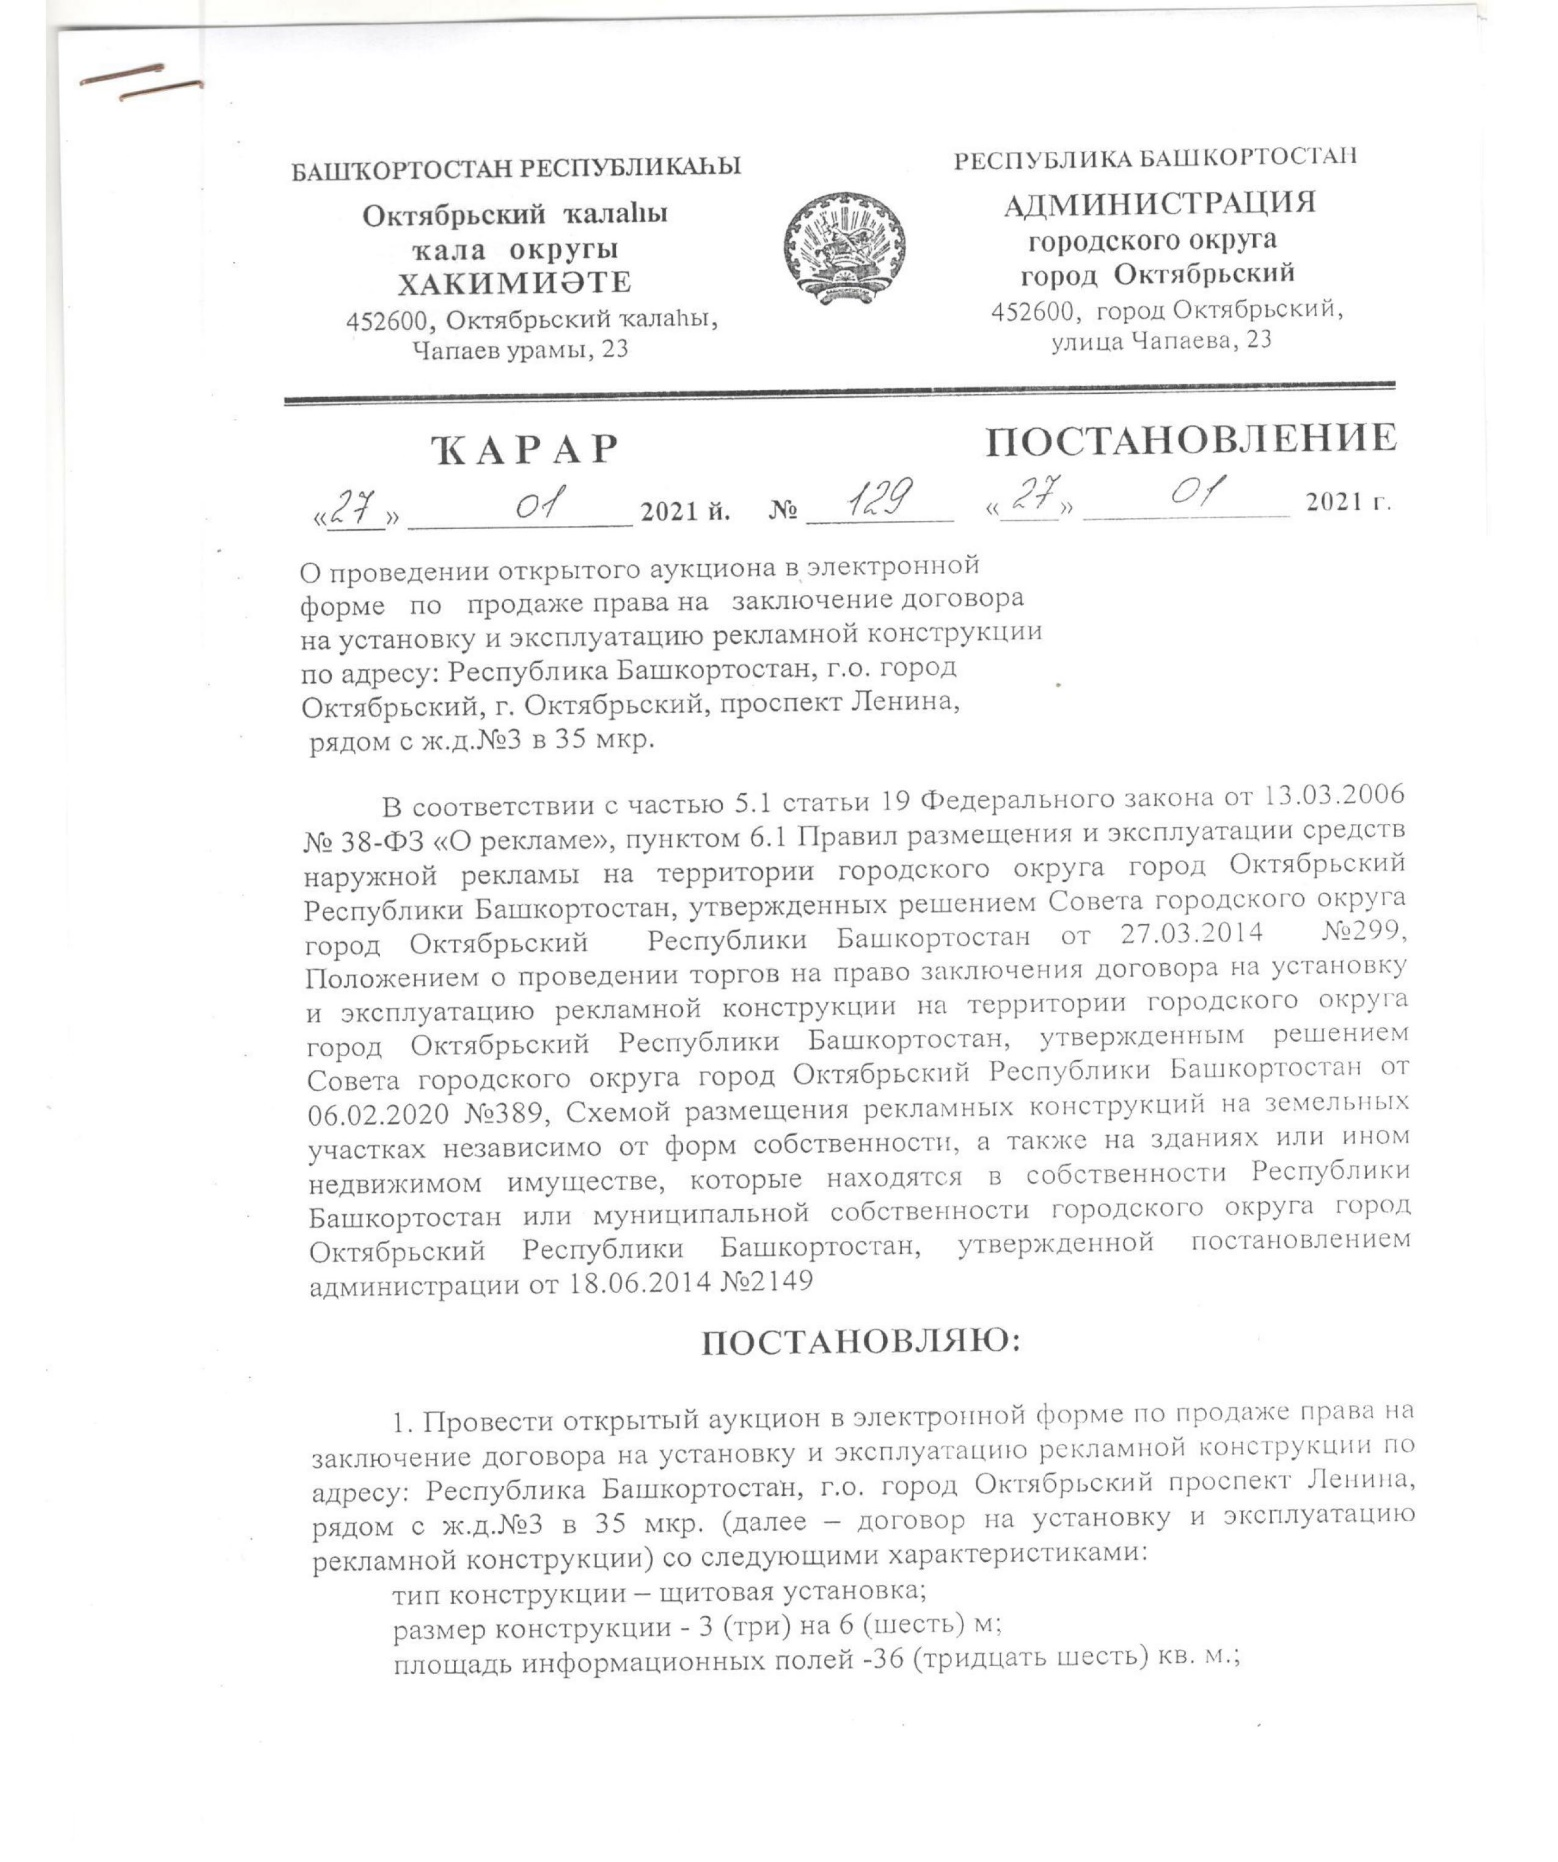 БАШҠОРТОСТАН РЕСПУБЛИКАҺЫ
Октябрьский ҡалаһы
ҡала округы
ХАКИМИӘТЕ
452600, Октябрьский ҡалаһы,
Чапаев урамы, 23
РЕСПУБЛИКА БАШКОРТОСТАН
АДМИНИСТРАЦИЯ
городского округа
город Октябрьский
452600, город Октябрьский,
улица Чапаева, 23
ҠАРАР
ПОСТАНОВЛЕНИЕ
«27» 01 2021 й. № 129 «27» 01 2021 г.
О проведении открытого аукциона в электронной
форме по продаже права на заключение договора
на установку и эксплуатацию рекламной конструкции
по адресу: Республика Башкортостан, г.о. город
Октябрьский, г. Октябрьский, проспект Ленина,
рядом с ж.д.№3 в 35 мкр.
В соответствии с частью 5.1 статьи 19 Федерального закона от 13.03.2006
№ 38-ФЗ «О рекламе», пунктом 6.1 Правил размещения и эксплуатации средств
наружной рекламы на территории городского округа город Октябрьский
Республики Башкортостан, утвержденных решением Совета городского округа
город Октябрьский Республики Башкортостан от 27.03.2014 №299,
Положением о проведении торгов на право заключения договора на установку
и эксплуатацию рекламной конструкции на территории городского округа
город Октябрьский Республики Башкортостан, утвержденным решением
Совета городского округа город Октябрьский Республики Башкортостан от
06.02.2020 №389, Схемой размещения рекламных конструкций на земельных
участках независимо от форм собственности, а также на зданиях или ином
недвижимом имуществе, которые находятся в собственности Республики
Башкортостан или муниципальной собственности городского округа город
Октябрьский Республики Башкортостан, утвержденной постановлением
администрации от 18.06.2014 №2149
ПОСТАНОВЛЯЮ:
1. Провести открытый аукцион в электронной форме по продаже права на
заключение договора на установку и эксплуатацию рекламной конструкции по
адресу: Республика Башкортостан, г.о. город Октябрьский проспект Ленина,
рядом с ж.д.№3 в 35 мкр. (далее – договор на установку и эксплуатацию
рекламной конструкции) со следующими характеристиками:
тип конструкции – щитовая установка;
размер конструкции - 3 (три) на 6 (шесть) м;
площадь информационных полей -36 (тридцать шесть) кв. м.;